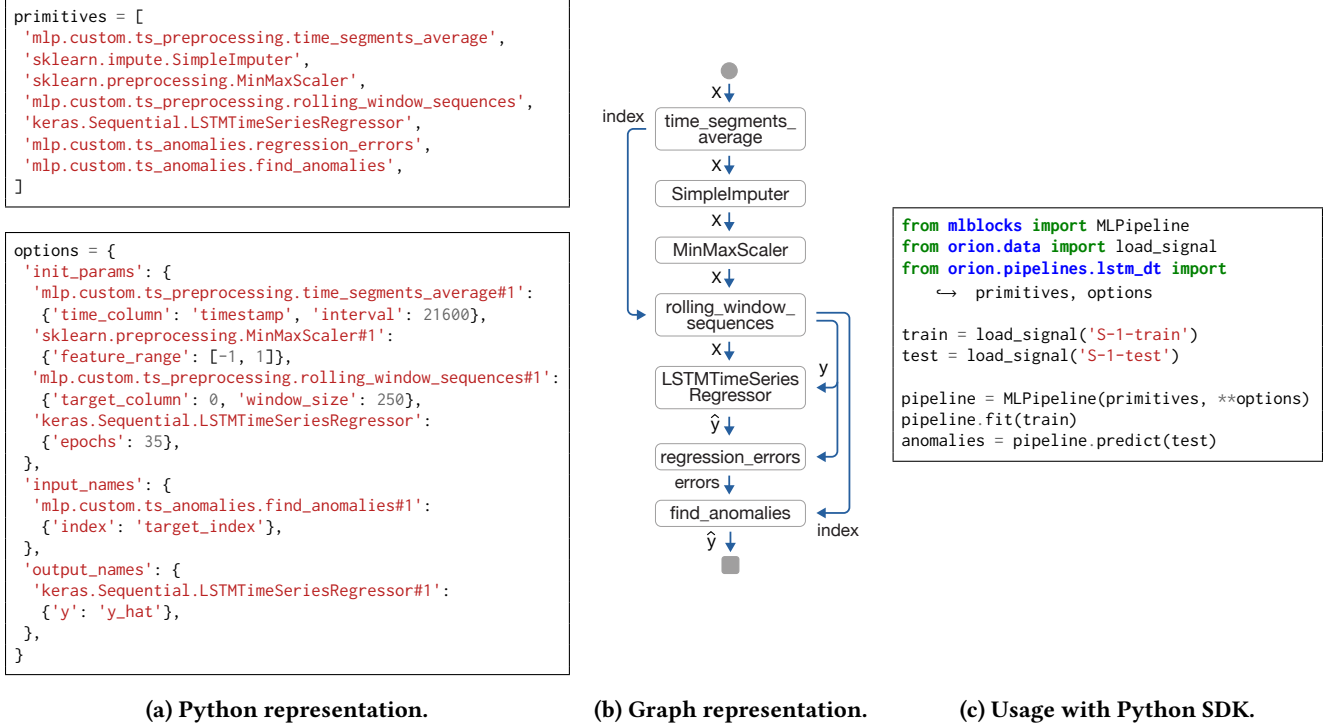 primitives = [
'mlp.custom.ts_preprocessing.time_segments_average',
'sklearn.impute.SimpleImputer',
'sklearn.preprocessing.MinMaxScaler',
'mlp.custom.ts_preprocessing.rolling_window_sequences',
'keras.Sequential.LSTMTimeSeriesRegressor',
'mlp.custom.ts_anomalies.regression_errors',
'mlp.custom.ts_anomalies.find_anomalies',
]
options = {
'init_params': {
'mlp.custom.ts_preprocessing.time_segments_average#1':
{'time_column': 'timestamp', 'interval': 21600},
'sklearn.preprocessing.MinMaxScaler#1':
{'feature_range': [-1, 1]},
'mlp.custom.ts_preprocessing.rolling_window_sequences#1':
{'target_column': 0, 'window_size': 250},
'keras.Sequential.LSTMTimeSeriesRegressor':
{'epochs': 35},
},
'input_names': {
'mlp.custom.ts_anomalies.find_anomalies#1':
{'index': 'target_index'},
},
'output_names': {
'keras.Sequential.LSTMTimeSeriesRegressor#1':
{'y': 'y_hat'},
},
}
(a) Python representation.
x
index
time_segments_
average
x
SimpleImputer
x
MinMaxScaler
x
rolling_window_
sequences
x
y
LSTMTimeSeries
Regressor
ŷ
regression_errors
errors
find_anomalies
index
ŷ
(b) Graph representation.
from mlblocks import MLPipeline
from orion.data import load_signal
from orion.pipelines.lstm_dt import
↪ primitives, options
train = load_signal('S-1-train')
test = load_signal('S-1-test')
pipeline = MLPipeline(primitives, **options)
pipeline.fit(train)
anomalies = pipeline.predict(test)
(c) Usage with Python SDK.